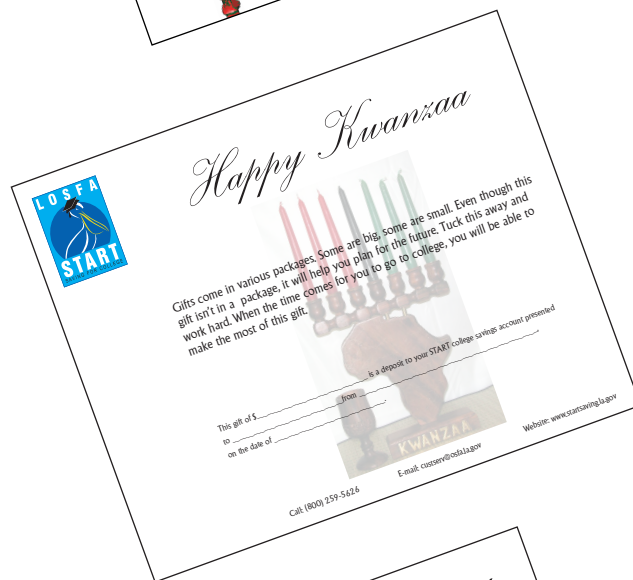 Happy Kwanzaa
LOSFA
START
SAVING FOR COLLEGE
Gifts come in various packages. Some are big, some are small. Even though this
gift isn't in a package, it will help you plan for the future. Tuck this away and
work hard. When the time comes for you to go to college, you will be able to
make the most of this gift.
This gift of $ is a deposit to your START college savings account presented
to from .
on the date of .
KWANZAA
Call: (800) 259-5626
E-mail: custserv@osfa.la.gov
Website: www.startsaving.la.gov